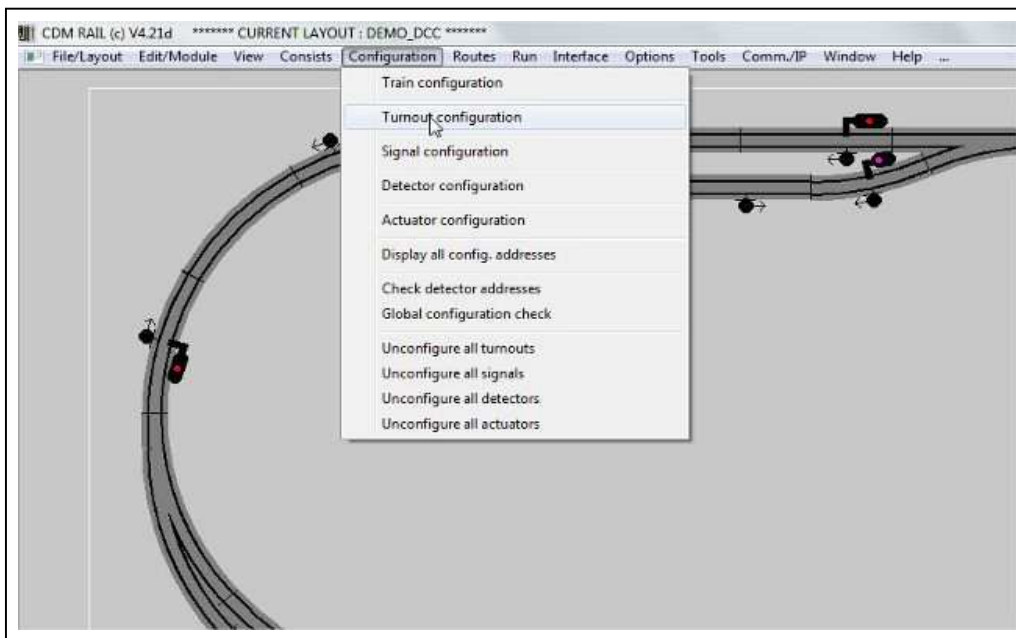 CDM RAIL (c) V4.21d ******* CURRENT LAYOUT : DEMO_DCC *******
File/Layout Edit/Module View Consists Configuration Routes Run Interface Options Tools Comm./IP Window Help ...
Train configuration
Turnout configuration
Signal configuration
Detector configuration
Actuator configuration
Display all config. addresses
Check detector addresses
Global configuration check
Unconfigure all turnouts
Unconfigure all signals
Unconfigure all detectors
Unconfigure all actuators